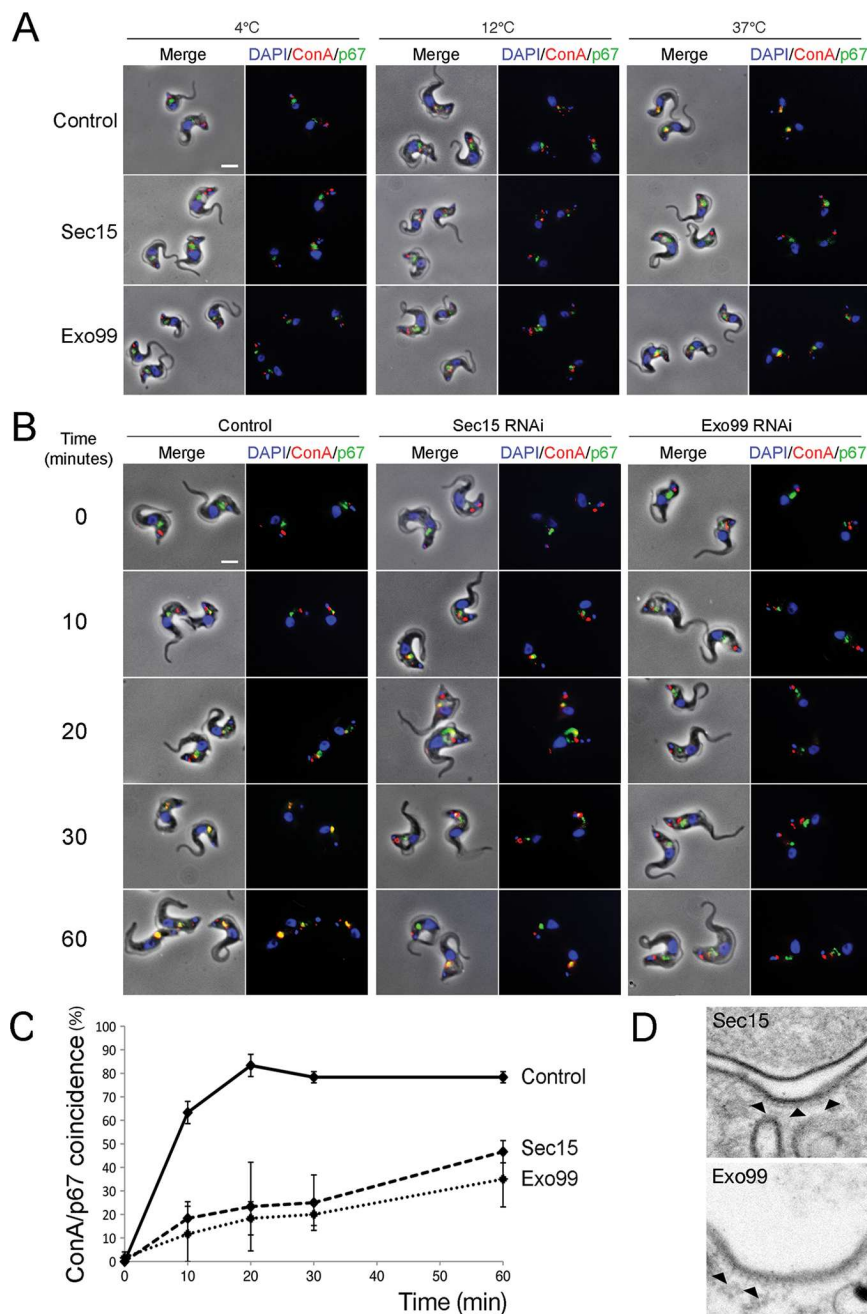 A
4°C 12°C 37°C
Merge DAPI/ConA/p67 Merge DAPI/ConA/p67 Merge DAPI/ConA/p67
Control
Sec15
Exo99
B
Time
(minutes)
Control Sec15 RNAi Exo99 RNAi
Merge DAPI/ConA/p67 Merge DAPI/ConA/p67 Merge DAPI/ConA/p67
0
10
20
30
60
C
ConA/p67 coincidence (%)
100
90
80
70
60
50
40
30
20
10
0
0 10 20 30 40 50 60
Time (min)
Control
Sec15
Exo99
D
Sec15
Exo99